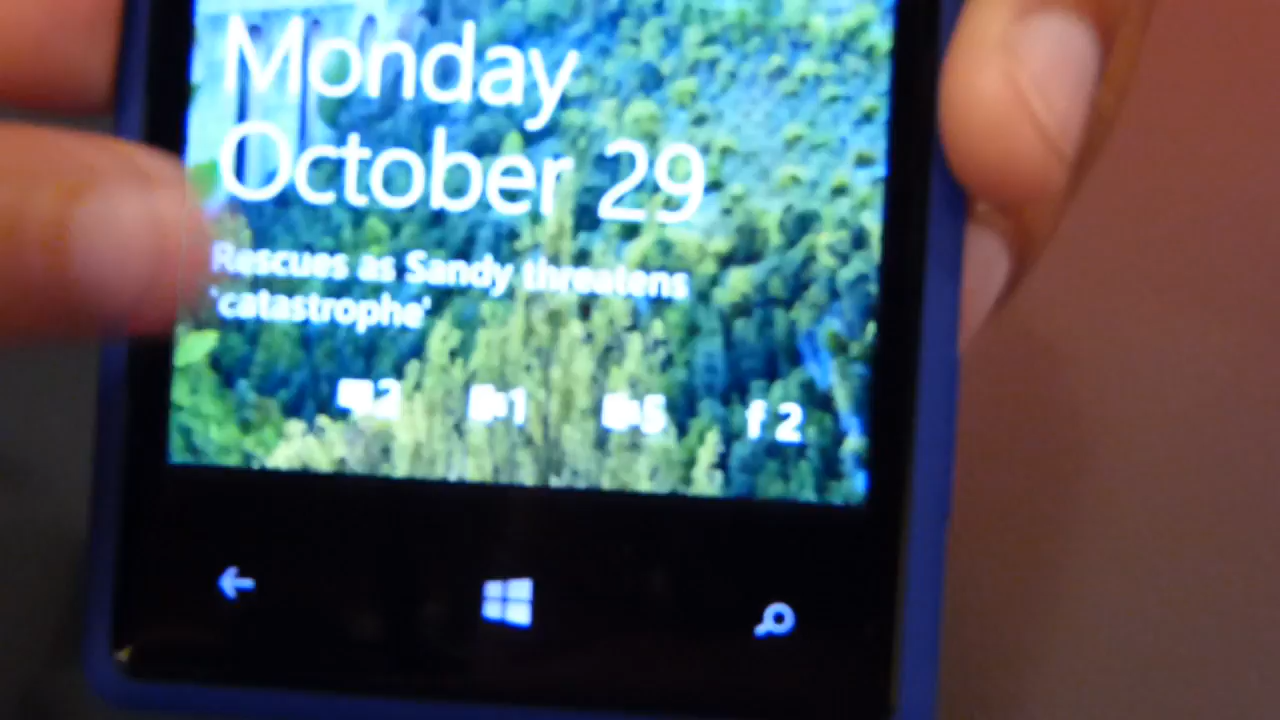 Monday
October 29
Rescues as Sandy threatens
'catastrophe'
2 1 5 f 2